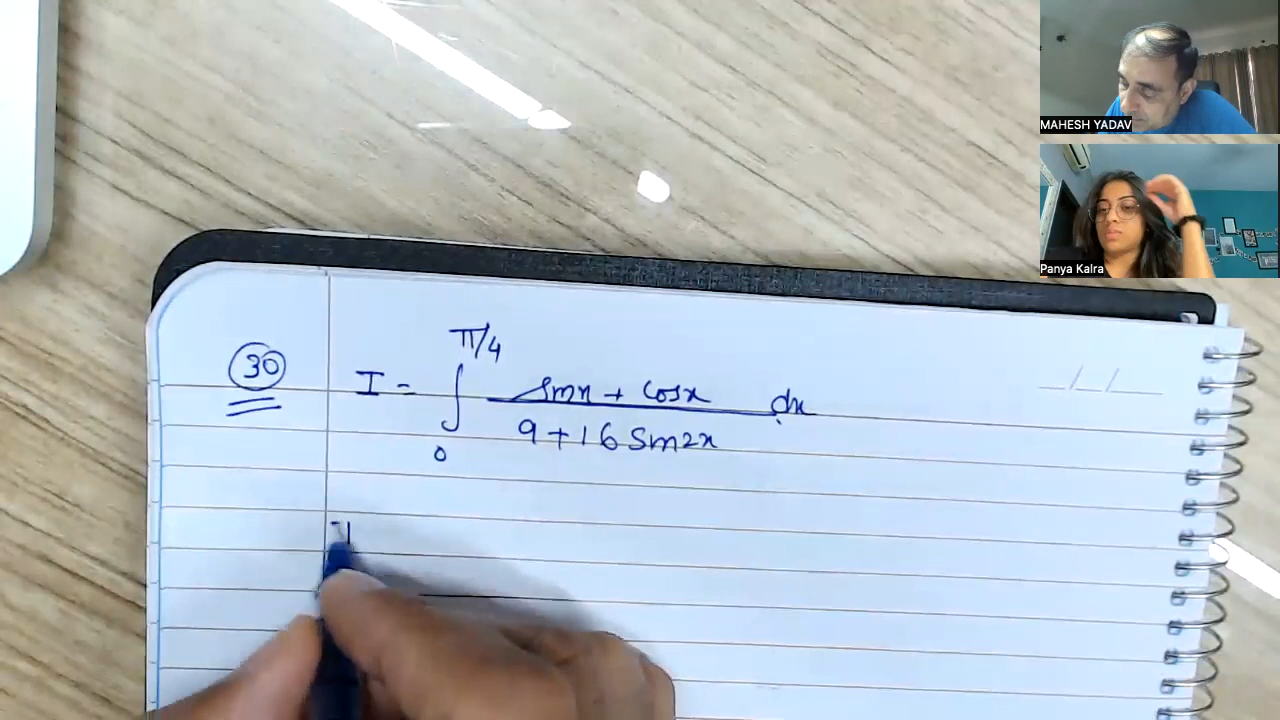 MAHESH YADAV
Panya Kalra
30
π/4
I = ∫ sinx + cosx dx
9 + 16 sin2x
0